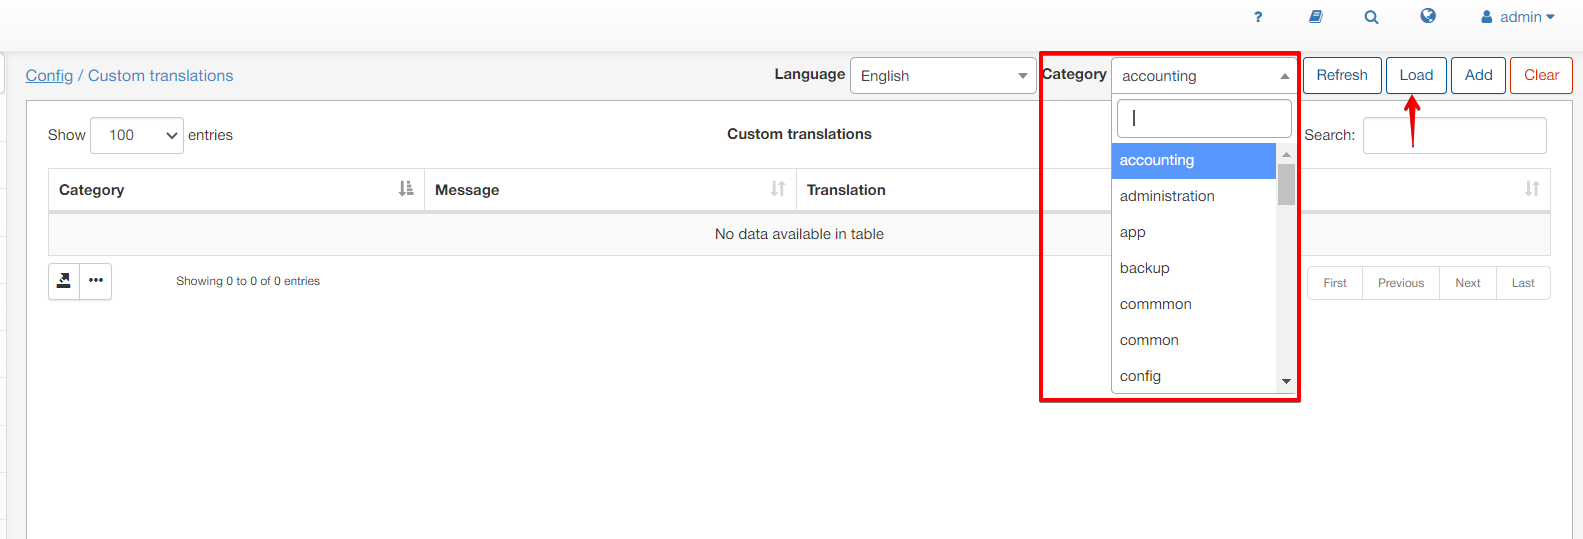 ? admin
Config / Custom translations Language English Category accounting Refresh Load Add Clear
Show 100 entries Custom translations Search:
Category Message Translation
No data available in table
Showing 0 to 0 of 0 entries First Previous Next Last
accounting
administration
app
backup
commmon
common
config